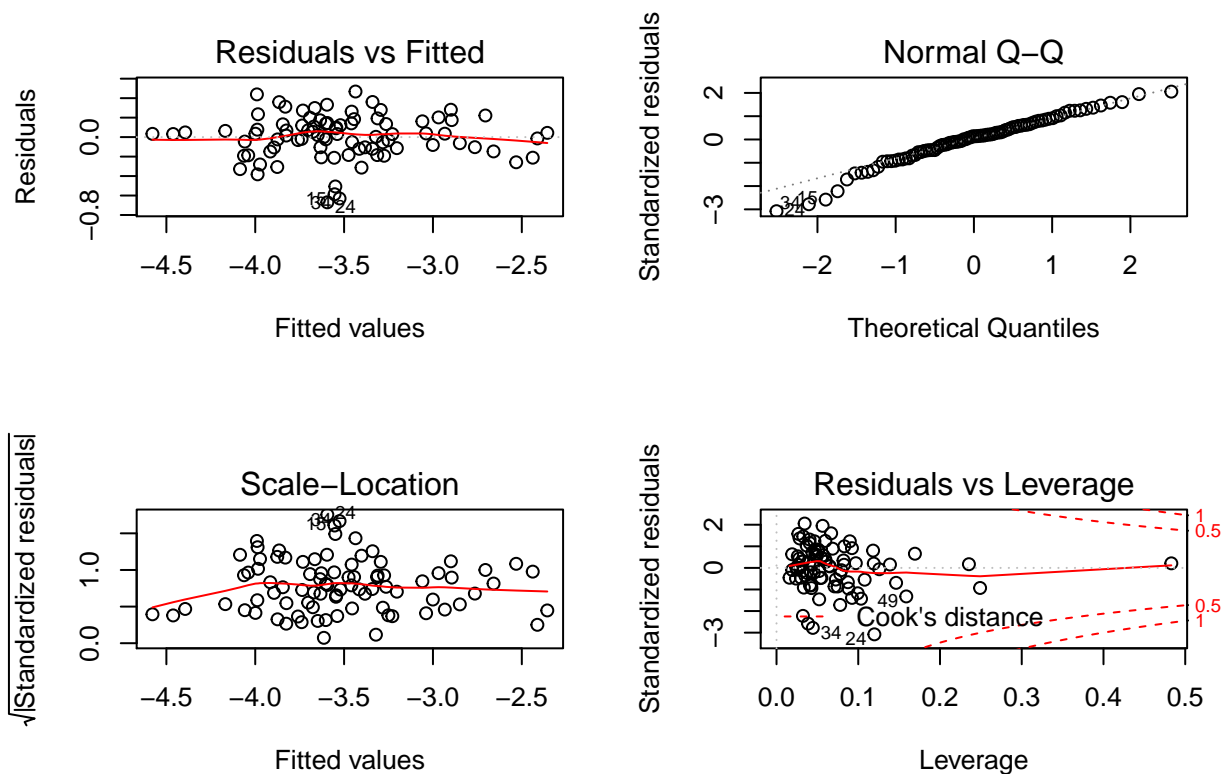 Residuals vs Fitted
Residuals
0.0
−0.8
15
34
24
−4.5 −4.0 −3.5 −3.0 −2.5
Fitted values
Normal Q−Q
Standardized residuals
2
0
−3
34
15
24
−2 −1 0 1 2
Theoretical Quantiles
Scale−Location
√|Standardized residuals|
1.0
0.0
34
24
15
−4.5 −4.0 −3.5 −3.0 −2.5
Fitted values
Residuals vs Leverage
Standardized residuals
2
0
−3
1
0.5
0.5
1
49
Cook's distance
34
24
0.0 0.1 0.2 0.3 0.4 0.5
Leverage